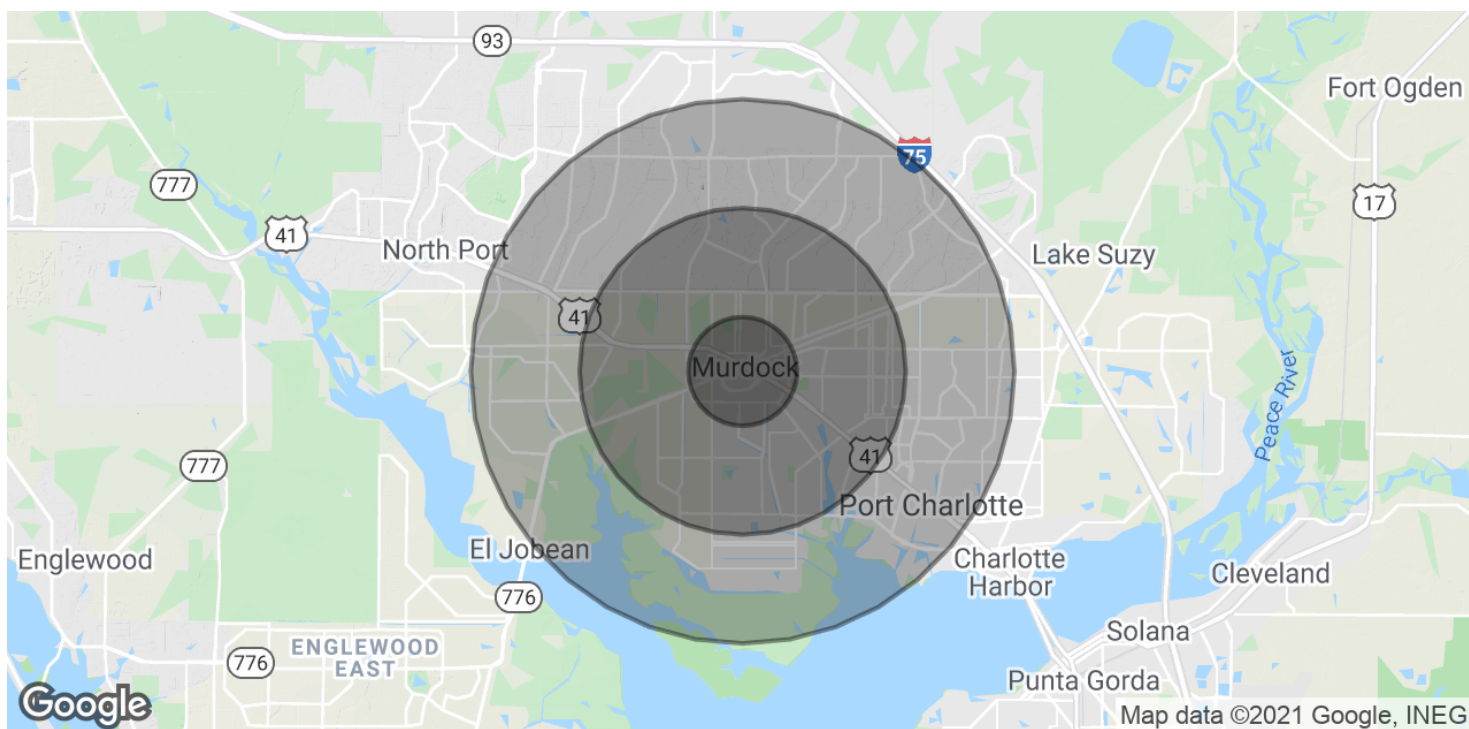 93
Fort Ogden
75
777
17
41
North Port
Lake Suzy
41
Murdock
Peace River
41
777
Port Charlotte
El Jobean
Englewood
Charlotte
Harbor
Cleveland
776
Solana
ENGLEWOOD
EAST
776
Punta Gorda
Google
Map data ©2021 Google, INEG